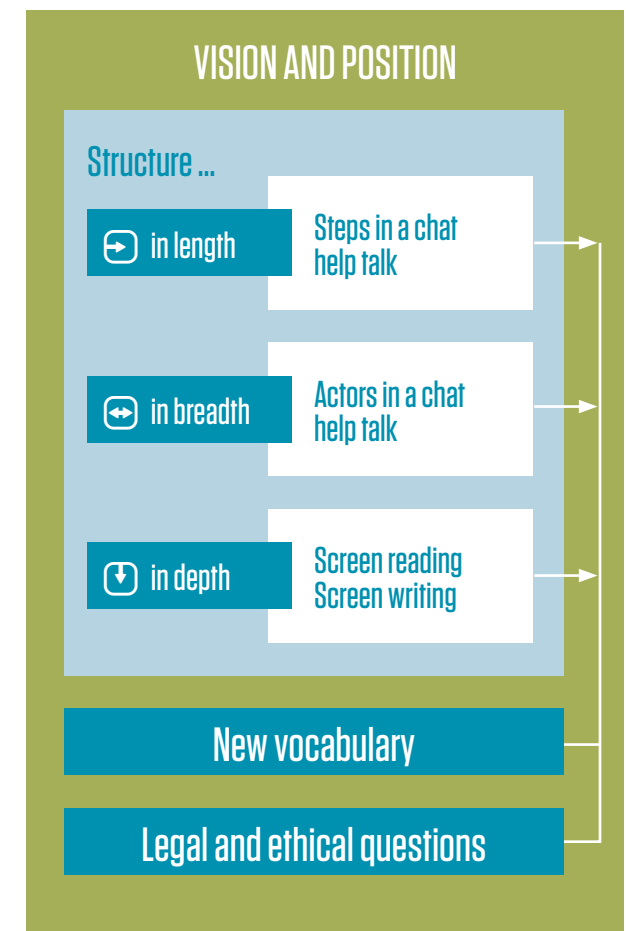 VISION AND POSITION
Structure ...
in length
Steps in a chat
help talk
in breadth
Actors in a chat
help talk
in depth
Screen reading
Screen writing
New vocabulary
Legal and ethical questions